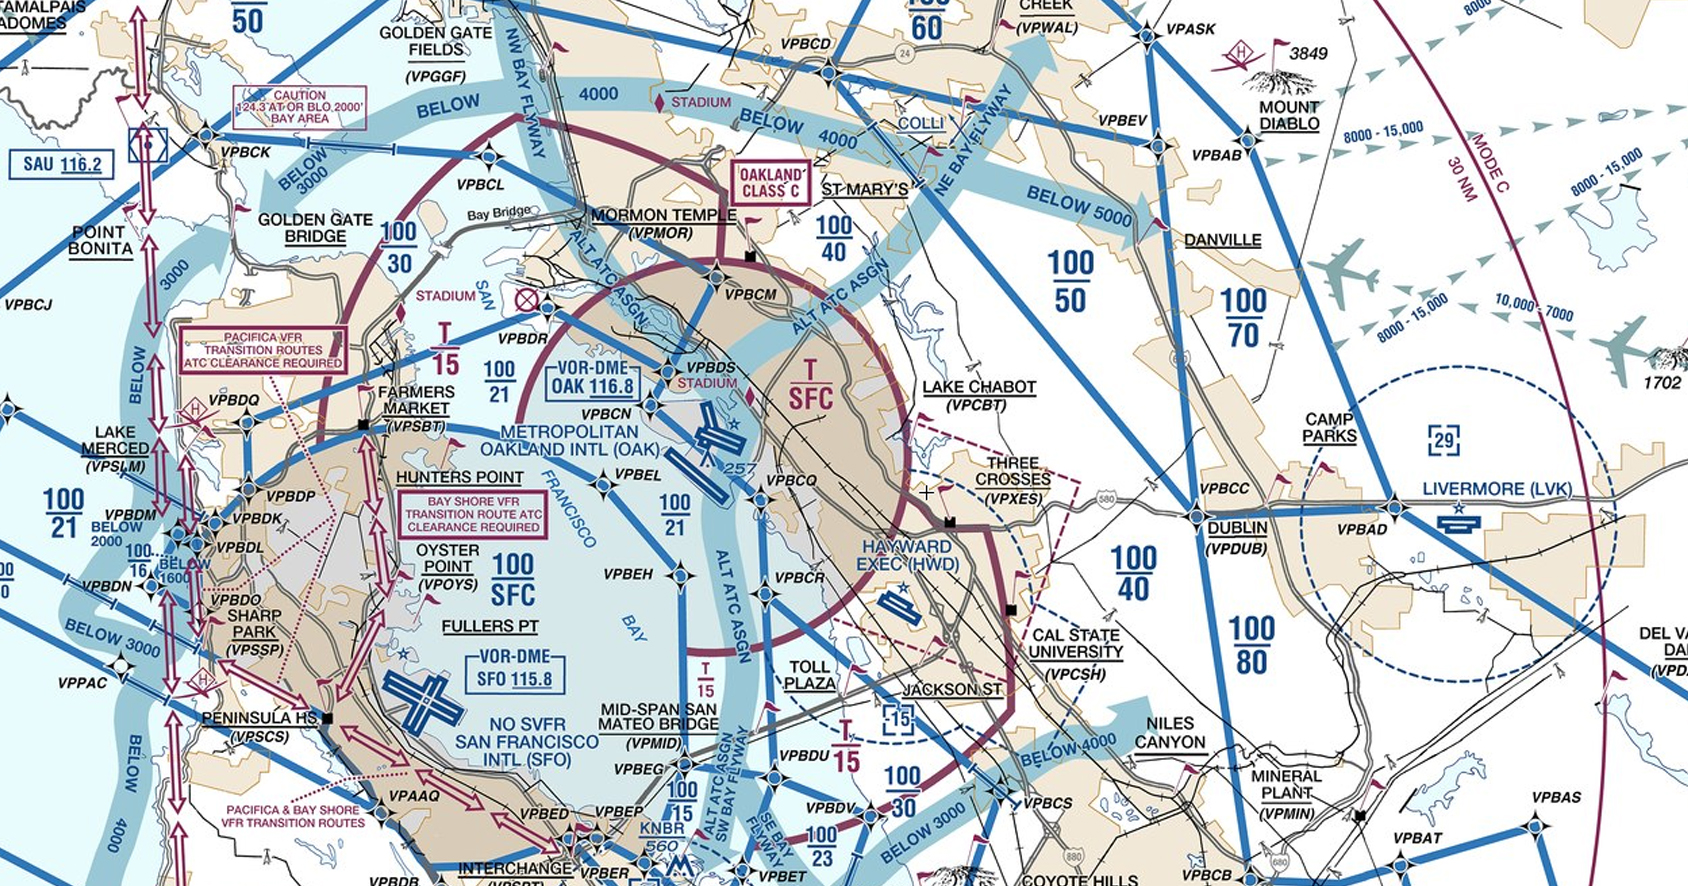 TAMALPAIS
ADOMES
50
GOLDEN GATE
FIELDS
(VPGGF)
NW BAY FLYWAY
VPBCD
60
24
CREEK
(VPWAL)
VPASK
3849
MOUNT
DIABLO
8000
CAUTION
124.3 AT OR BLO 2000'
BAY AREA
BELOW
4000
STADIUM
BELOW
4000
COLLI
NE BAY FLYWAY
VPBEV
VPBAB
8000 - 15,000
MODE C
30 NM
8000 - 15,000
SAU 116.2
VPBCK
BELOW
3000
VPBCL
OAKLAND
CLASS C
ST MARY'S
BELOW 5000
POINT
BONITA
GOLDEN GATE
BRIDGE
Bay Bridge
MORMON TEMPLE
(VPMOR)
100
30
100
40
DANVILLE
3000
VPBCJ
STADIUM
SAN
ALT ATC ASGN
VPBCM
ALT ATC ASGN
100
50
100
70
8000 - 15,000
10,000 - 7000
1702
PACIFICA VFR
TRANSITION ROUTES
ATC CLEARANCE REQUIRED
T
15
VPBDR
100
21
VOR-DME
OAK 116.8
VPBDS
STADIUM
T
SFC
BELOW
VPBDQ
FARMERS
MARKET
(VPSBT)
VPBCN
METROPOLITAN
OAKLAND INTL (OAK)
257
LAKE CHABOT
(VPCBT)
CAMP
PARKS
29
LAKE
MERCED
(VPSLM)
HUNTERS POINT
FRANCISCO
VPBEL
VPBCQ
THREE
CROSSES
(VPXES)
580
VPBCC
LIVERMORE (LVK)
100
21
VPBDP
BAY SHORE VFR
TRANSITION ROUTE ATC
CLEARANCE REQUIRED
100
21
VPBDM
VPBDK
BELOW
2000
DUBLIN
(VPDUB)
VPBAD
VPBDL
100
16
BELOW
1600
OYSTER
POINT
(VPOYS)
100
SFC
HAYWARD
EXEC (HWD)
100
40
VPBEH
VPBCR
ALT ATC ASGN
VPBDN
VPBDO
SHARP
PARK
(VPSSP)
FULLERS PT
BAY
BELOW 3000
CAL STATE
UNIVERSITY
(VPCSH)
100
80
DEL VA
VOR-DME
SFO 115.8
VPPAC
T
15
TOLL
PLAZA
JACKSON ST
15
PENINSULA HS
(VPSCS)
NO SVFR
SAN FRANCISCO
INTL (SFO)
MID-SPAN SAN
MATEO BRIDGE
(VPMID)
NILES
CANYON
BELOW 4000
T
15
VPBDU
VPBEG
BELOW
4000
VPAAQ
100
15
ALT ATC ASGN
SW BAY FLYWAY
SE BAY
FLYWAY
VPBDV
100
30
VPBCS
MINERAL
PLANT
(VPMIN)
VPBAS
PACIFICA & BAY SHORE
VFR TRANSITION ROUTES
VPBED
VPBEP
KNBR
560
100
23
BELOW 3000
VPBAT
880
680
INTERCHANGE
VPBDB
VPBER
VPBET
COYOTE HILLS
VPBCB